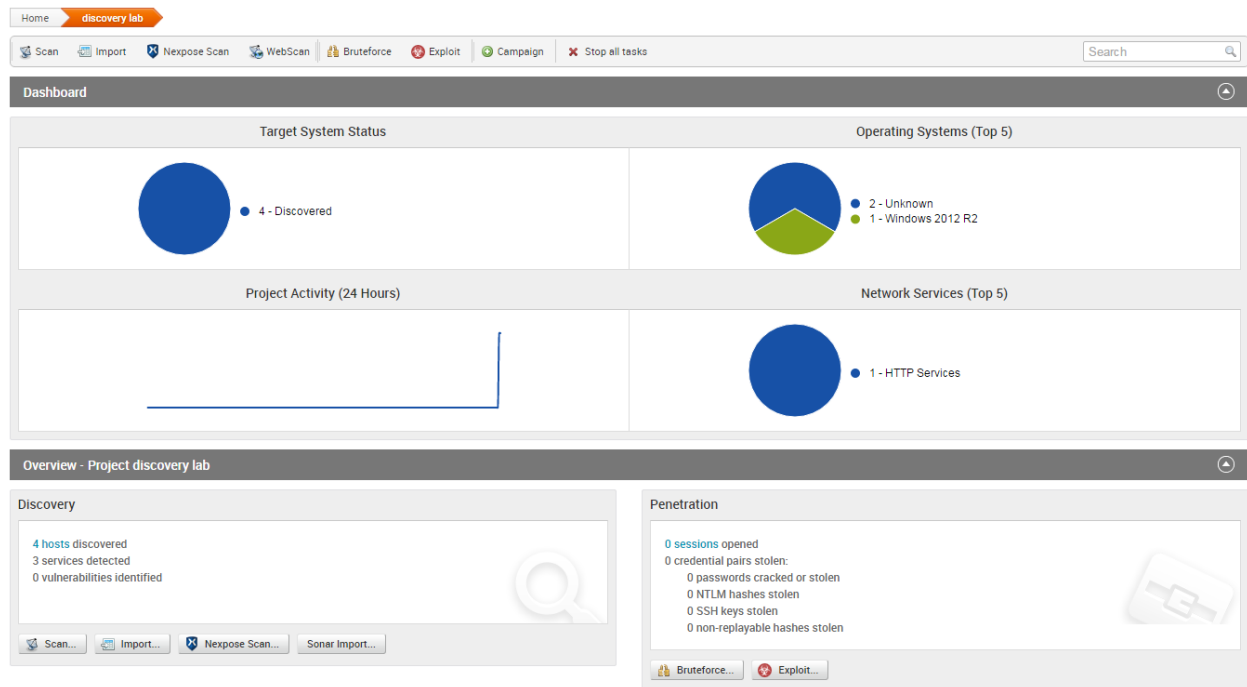 Home discovery lab
Scan Import Nexpose Scan WebScan Bruteforce Exploit Campaign Stop all tasks Search
Dashboard
Target System Status Operating Systems (Top 5)
4 - Discovered
2 - Unknown
1 - Windows 2012 R2
Project Activity (24 Hours) Network Services (Top 5)
1 - HTTP Services
Overview - Project discovery lab
Discovery
4 hosts discovered
3 services detected
0 vulnerabilities identified
Scan... Import... Nexpose Scan... Sonar Import...
Penetration
0 sessions opened
0 credential pairs stolen:
0 passwords cracked or stolen
0 NTLM hashes stolen
0 SSH keys stolen
0 non-replayable hashes stolen
Bruteforce... Exploit...